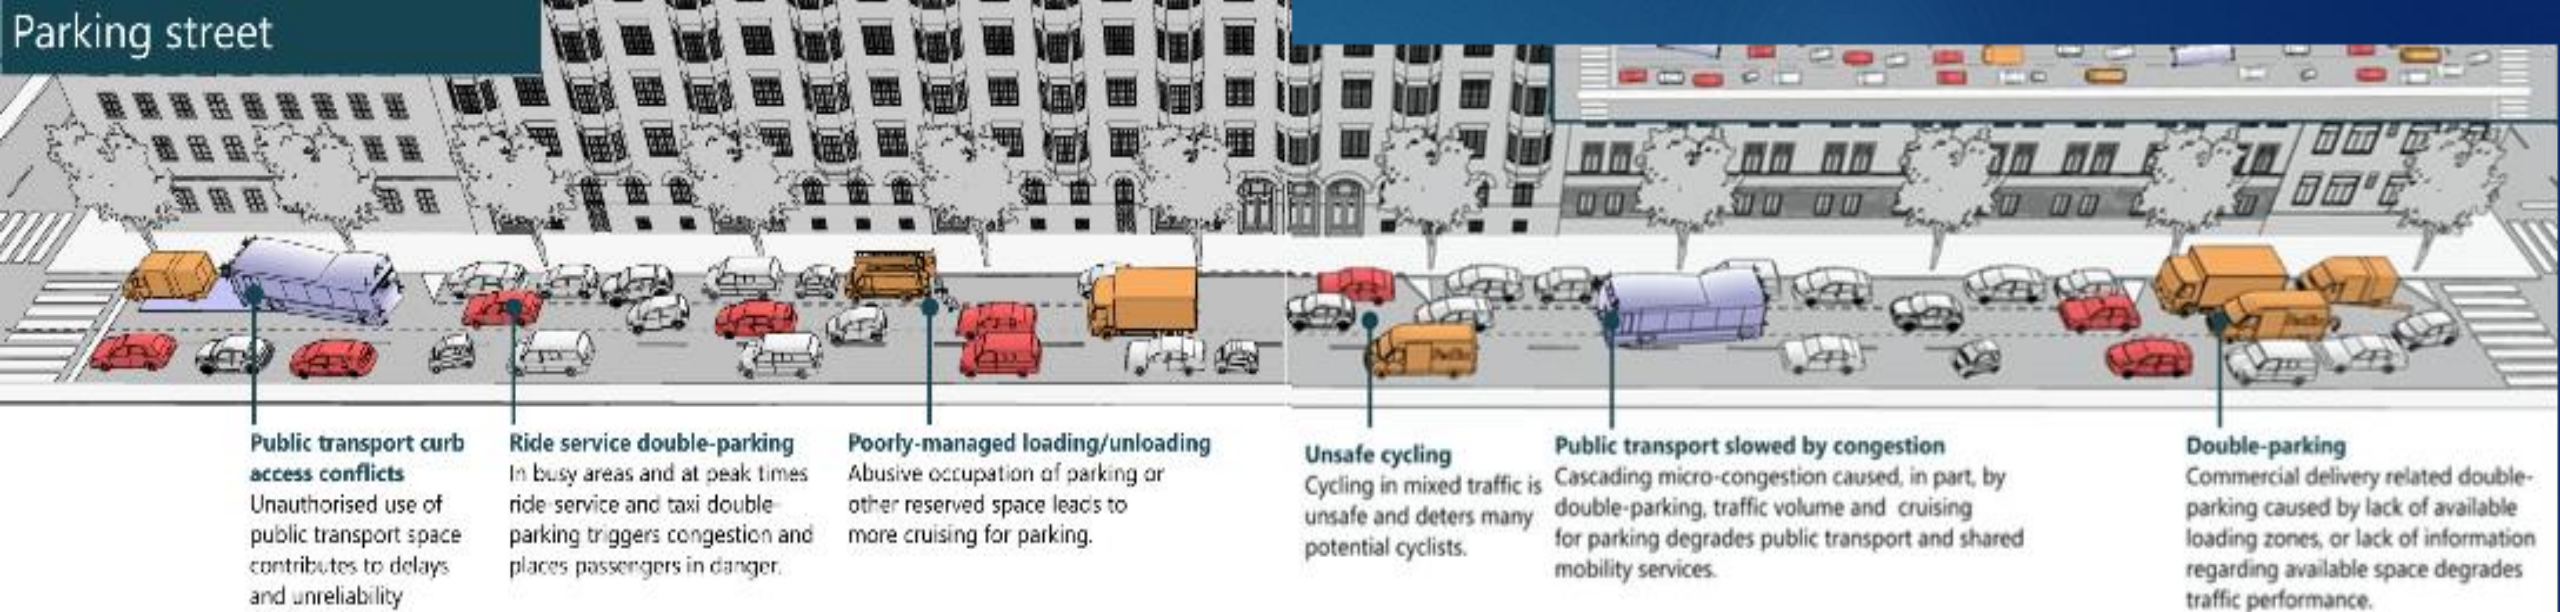 Parking street
Public transport curb
access conflicts
Unauthorised use of
public transport space
contributes to delays
and unreliability
Ride service double-parking
In busy areas and at peak times
ride-service and taxi double-
parking triggers congestion and
places passengers in danger.
Poorly-managed loading/unloading
Abusive occupation of parking or
other reserved space leads to
more cruising for parking.
Unsafe cycling
Cycling in mixed traffic is
unsafe and deters many
potential cyclists.
Public transport slowed by congestion
Cascading micro-congestion caused, in part, by
double-parking, traffic volume and cruising
for parking degrades public transport and shared
mobility services.
Double-parking
Commercial delivery related double-
parking caused by lack of available
loading zones, or lack of information
regarding available space degrades
traffic performance.